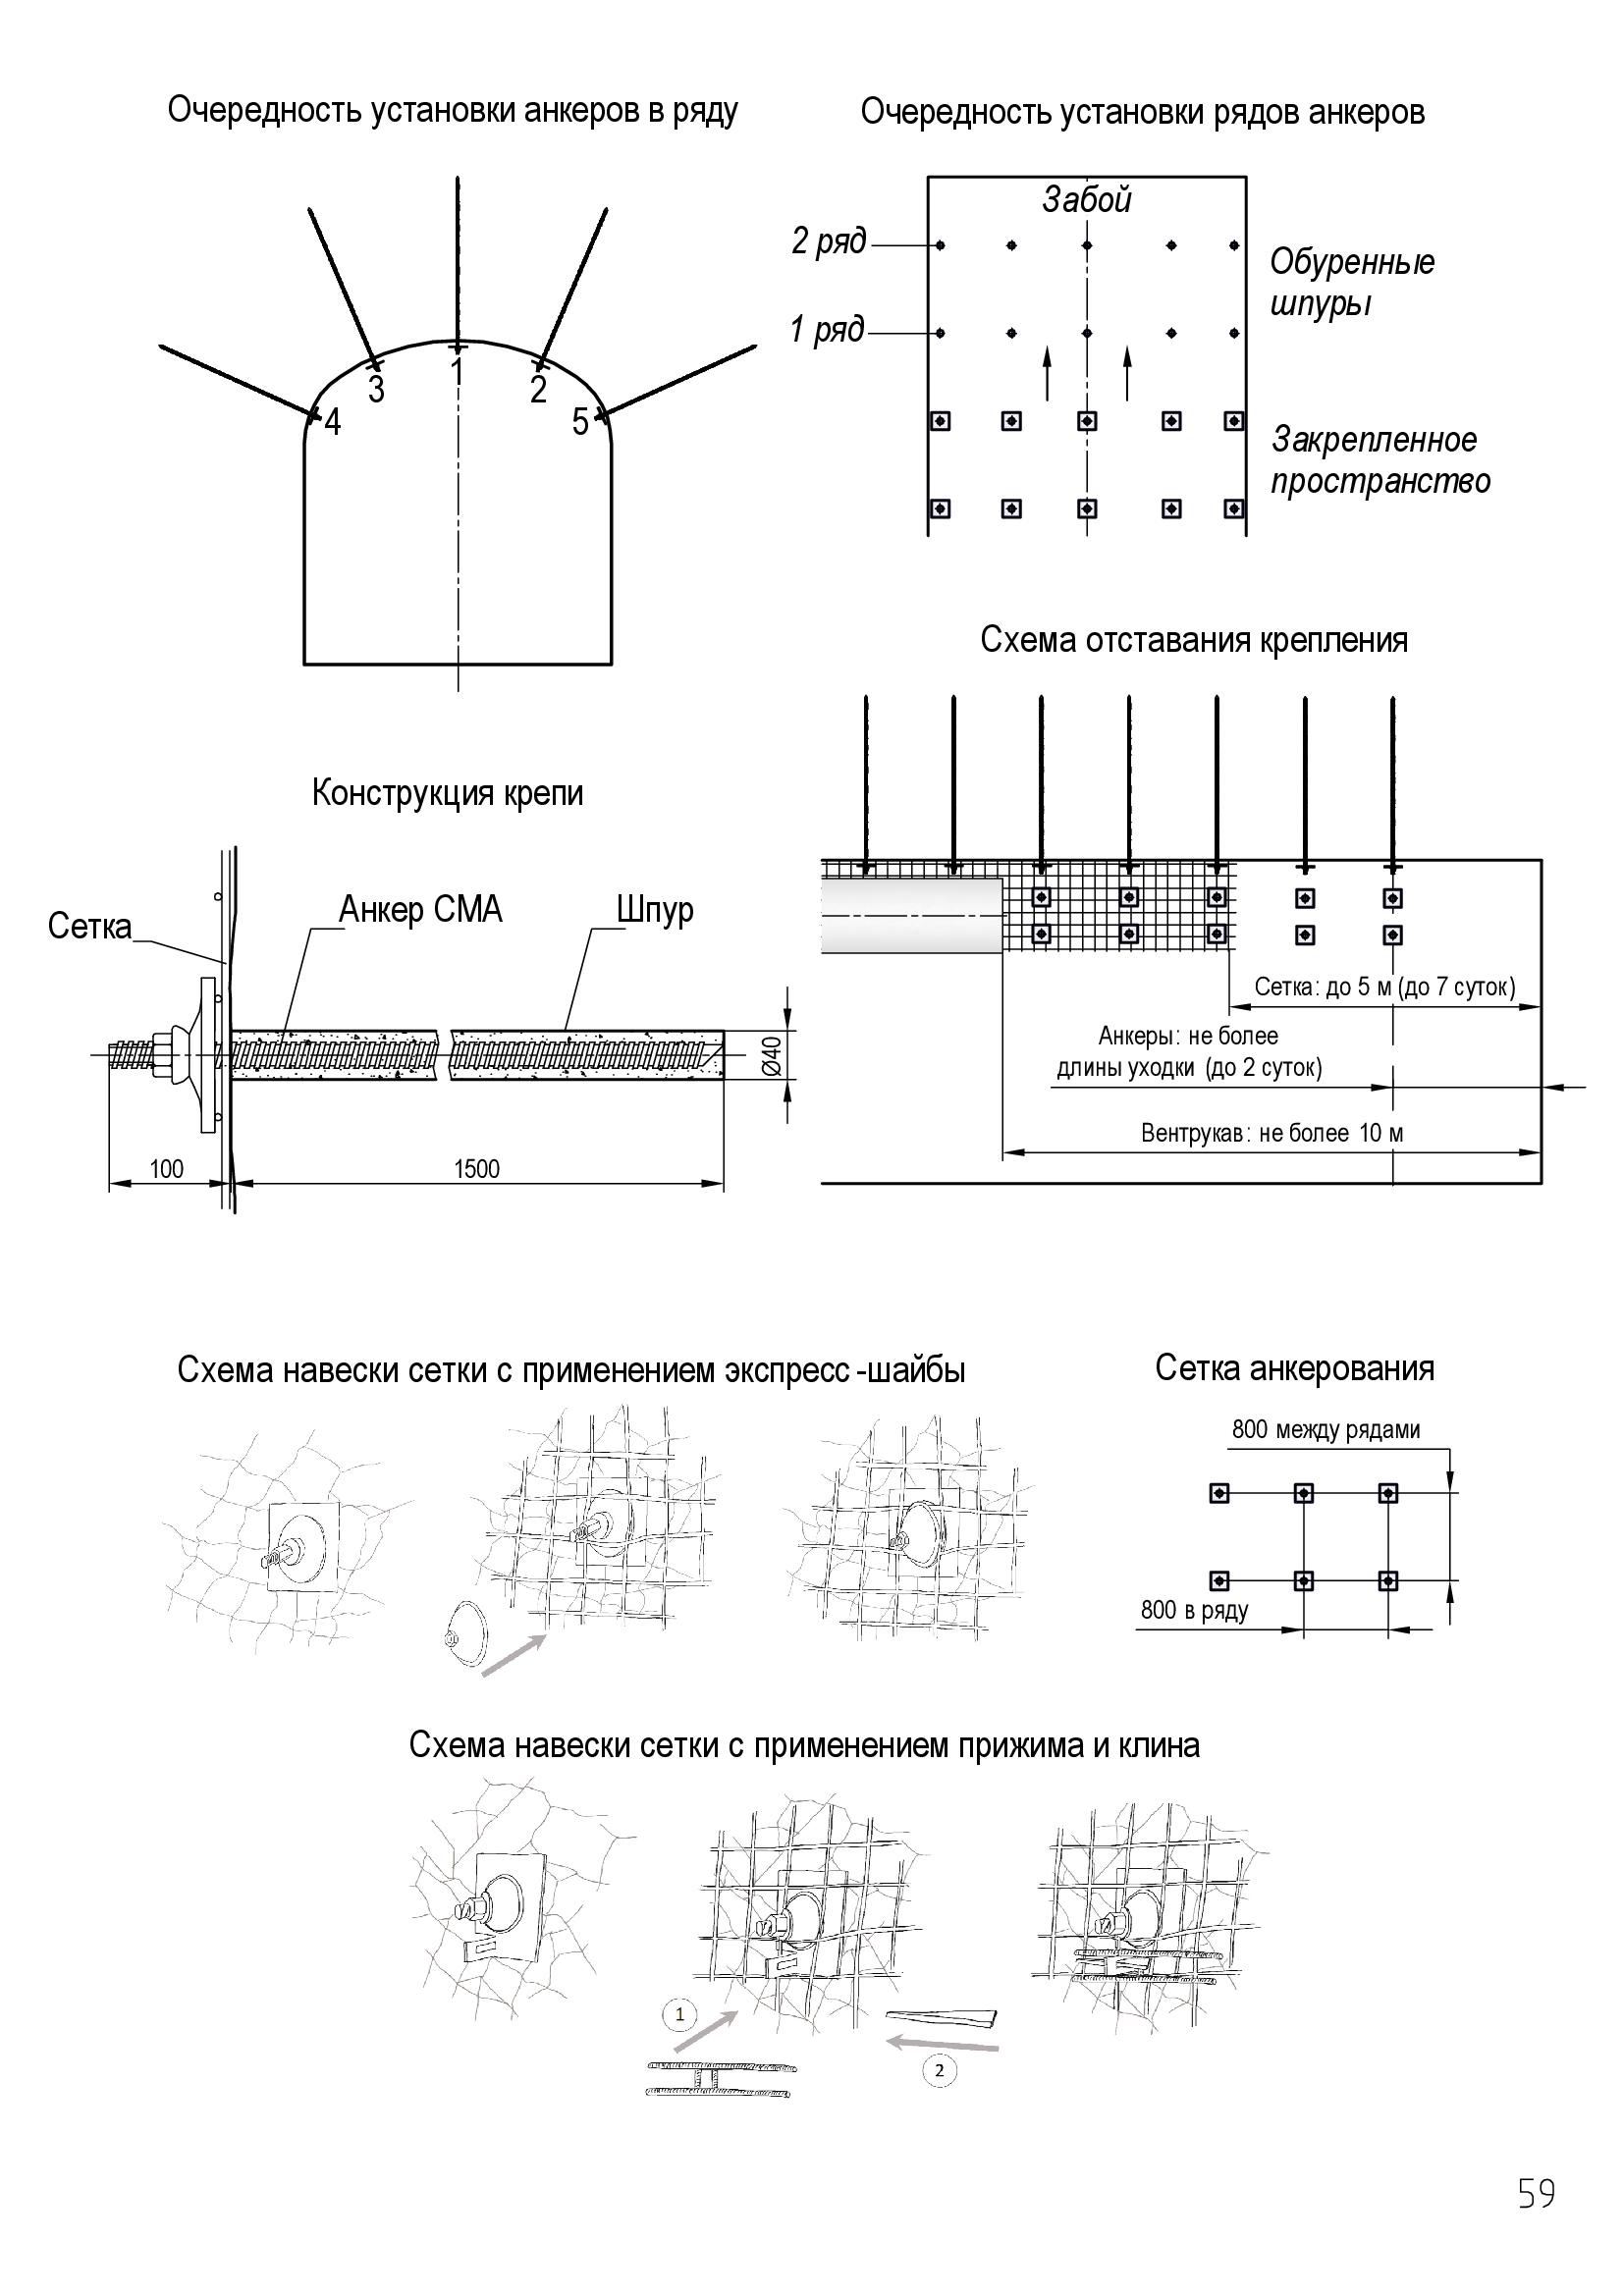 Очередность установки анкеров в ряду
1
3
2
4
5
Очередность установки рядов анкеров
Забой
2 ряд
1 ряд
Обуренные
шпуры
Закрепленное
пространство
Схема отставания крепления
Сетка: до 5 м (до 7 суток)
Анкеры: не более
длины уходки (до 2 суток)
Вентрукав: не более 10 м
Конструкция крепи
Сетка
Анкер СМА
Шпур
Ø40
100
1500
Схема навески сетки с применением экспресс-шайбы
Сетка анкерования
800 между рядами
800 в ряду
Схема навески сетки с применением прижима и клина
1
2
59